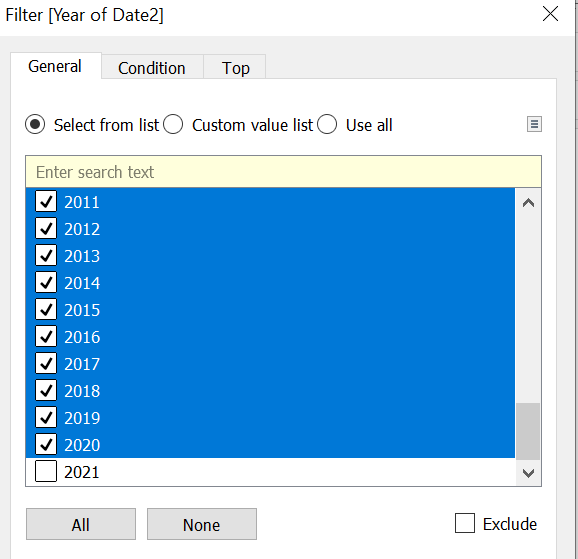 Filter [Year of Date2]
General Condition Top
Select from list Custom value list Use all
Enter search text
2011
2012
2013
2014
2015
2016
2017
2018
2019
2020
2021
All None Exclude